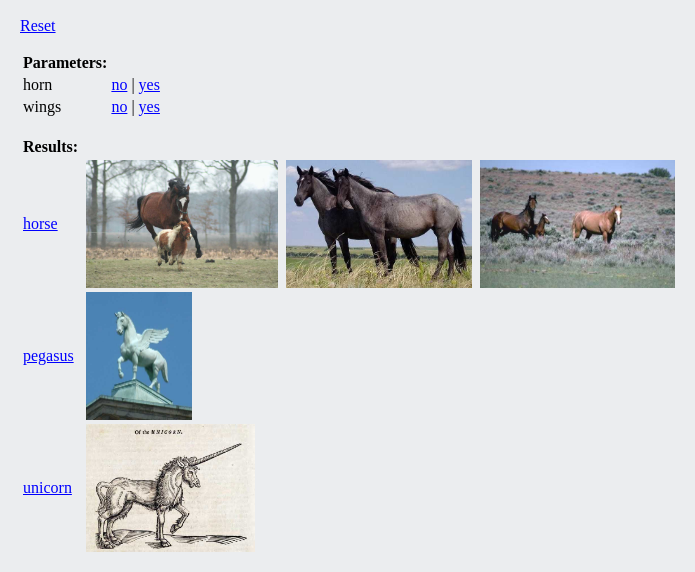 Reset
Parameters:
horn no | yes
wings no | yes
Results:
horse
pegasus
Of the UNICORN.
unicorn